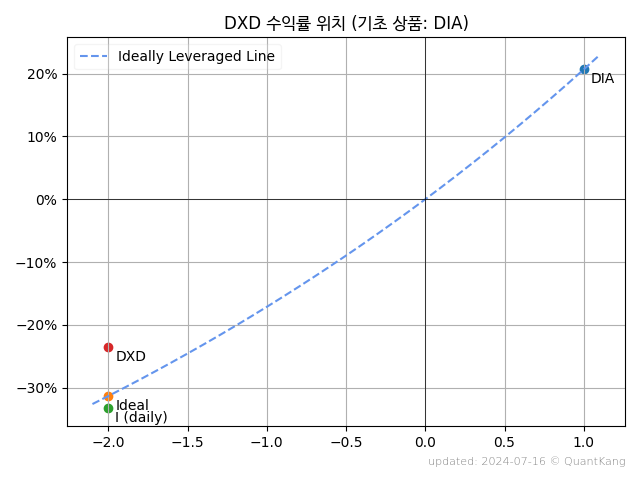 DXD 수익률 위치 (기초 상품: DIA)
Ideally Leveraged Line
20%
10%
0%
−10%
−20%
−30%
DIA
DXD
Ideal
I (daily)
−2.0 −1.5 −1.0 −0.5 0.0 0.5 1.0
updated: 2024-07-16 © QuantKang